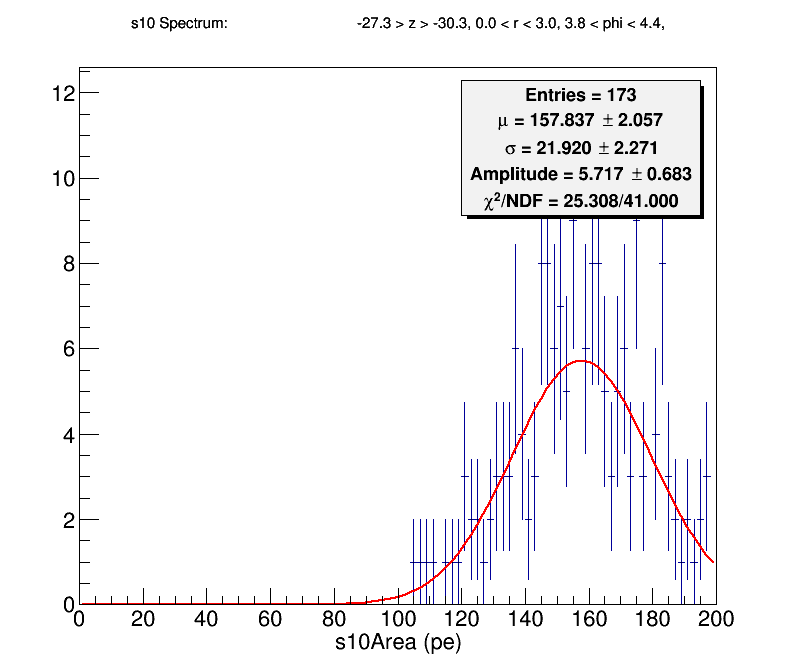 s10 Spectrum: -27.3 > z > -30.3, 0.0 < r < 3.0, 3.8 < phi < 4.4,
Entries = 173
μ = 157.837 ± 2.057
σ = 21.920 ± 2.271
Amplitude = 5.717 ± 0.683
χ²/NDF = 25.308/41.000
12
10
8
6
4
2
0
0 20 40 60 80 100 120 140 160 180 200
s10Area (pe)